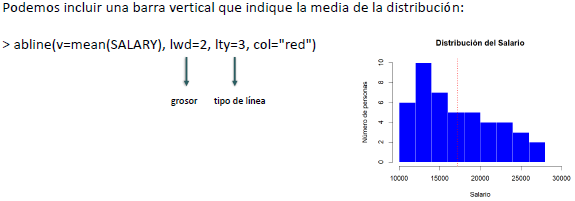 Podemos incluir una barra vertical que indique la media de la distribución:
> abline(v=mean(SALARY), lwd=2, lty=3, col="red")
grosor
tipo de línea
Distribución del Salario
Número de personas
10
8
6
4
2
0
10000 15000 20000 25000 30000
Salario